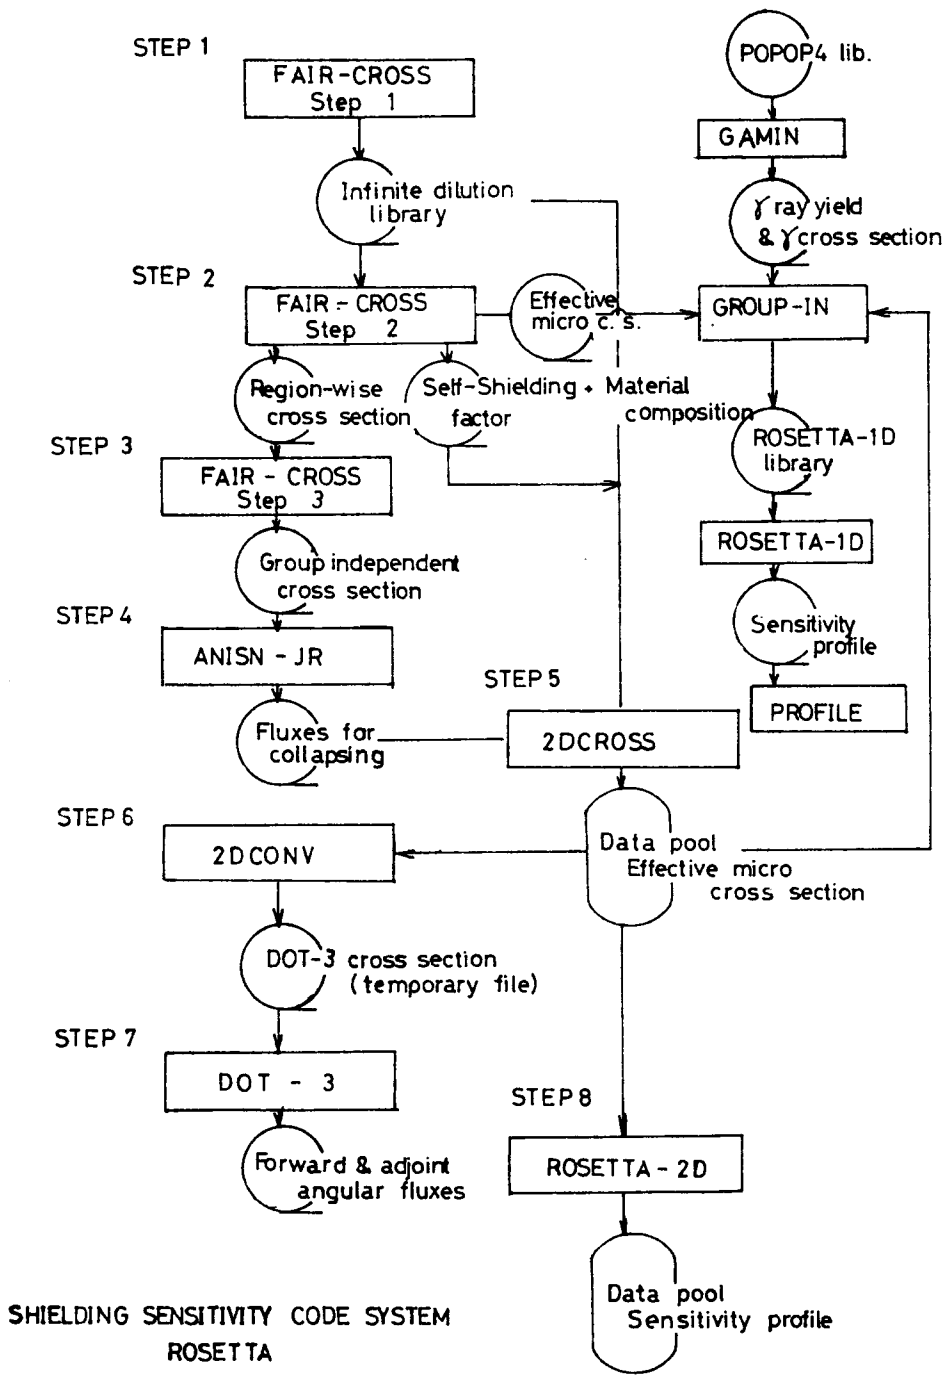 STEP 1
FAIR-CROSS
Step 1
Infinite dilution
library
STEP 2
FAIR-CROSS
Step 2
Effective
micro c. s.
Region-wise
cross section
Self-Shielding + Material
factor
composition
STEP 3
FAIR - CROSS
Step 3
Group independent
cross section
STEP 4
ANISN - JR
Fluxes for
collapsing
STEP 5
2DCROSS
Data pool
Effective micro
cross section
STEP 6
2DCONV
DOT-3 cross section
(temporary file)
STEP 7
DOT - 3
Forward & adjoint
angular fluxes
STEP 8
ROSETTA - 2D
Data pool
Sensitivity profile
POPOP4 lib.
GAMIN
γ ray yield
& γ cross section
GROUP-IN
ROSETTA-1D
library
ROSETTA-1D
Sensitivity
profile
PROFILE
SHIELDING SENSITIVITY CODE SYSTEM
ROSETTA